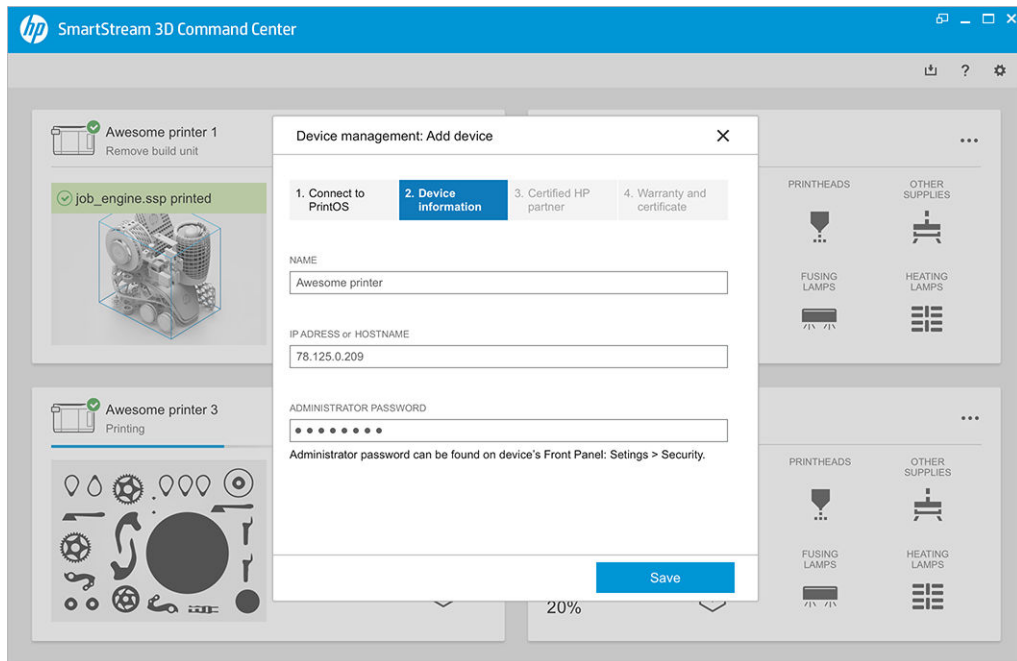 hp SmartStream 3D Command Center
?
Awesome printer 1
Remove build unit
job_engine.ssp printed
Device management: Add device
1. Connect to
PrintOS
2. Device
information
3. Certified HP
partner
4. Warranty and
certificate
NAME
Awesome printer
IP ADRESS or HOSTNAME
78.125.0.209
ADMINISTRATOR PASSWORD
Administrator password can be found on device's Front Panel: Setings > Security.
Save
PRINTHEADS
OTHER
SUPPLIES
FUSING
LAMPS
HEATING
LAMPS
Awesome printer 3
Printing
20%
PRINTHEADS
OTHER
SUPPLIES
FUSING
LAMPS
HEATING
LAMPS